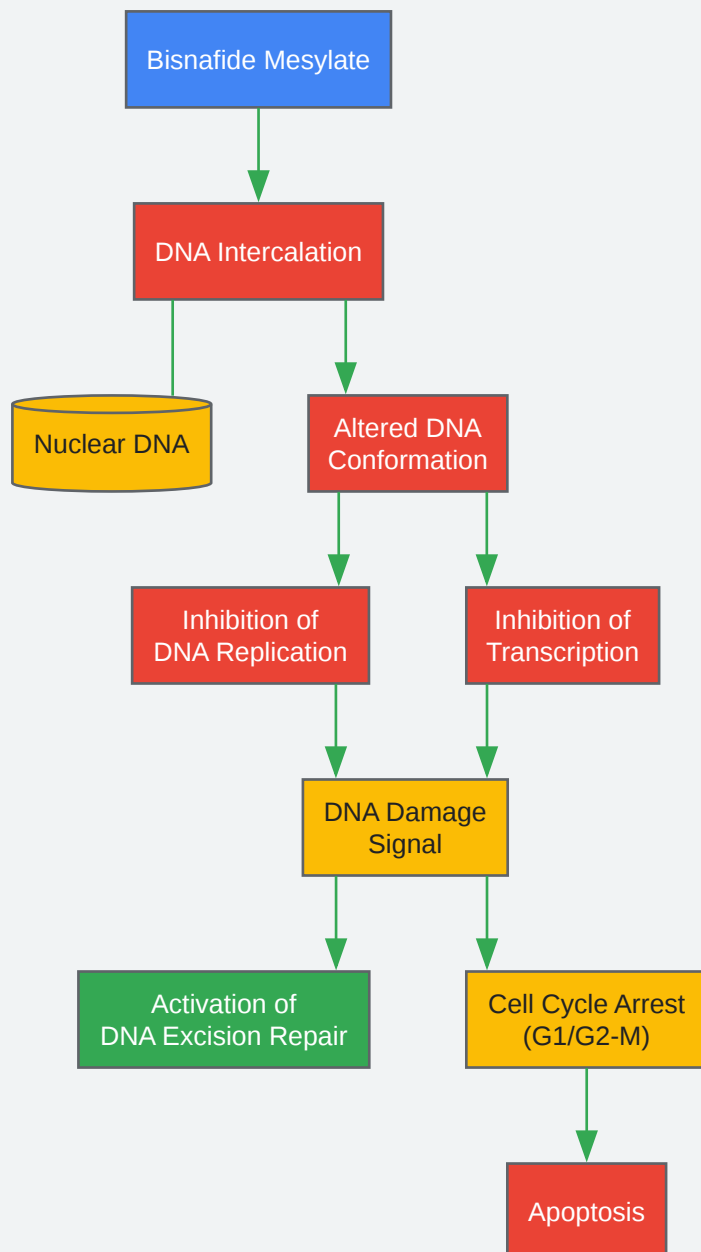 Bisnafide Mesylate
DNA Intercalation
Nuclear DNA
Altered DNA
Conformation
Inhibition of
DNA Replication
Inhibition of
Transcription
DNA Damage
Signal
Activation of
DNA Excision Repair
Cell Cycle Arrest
(G1/G2-M)
Apoptosis